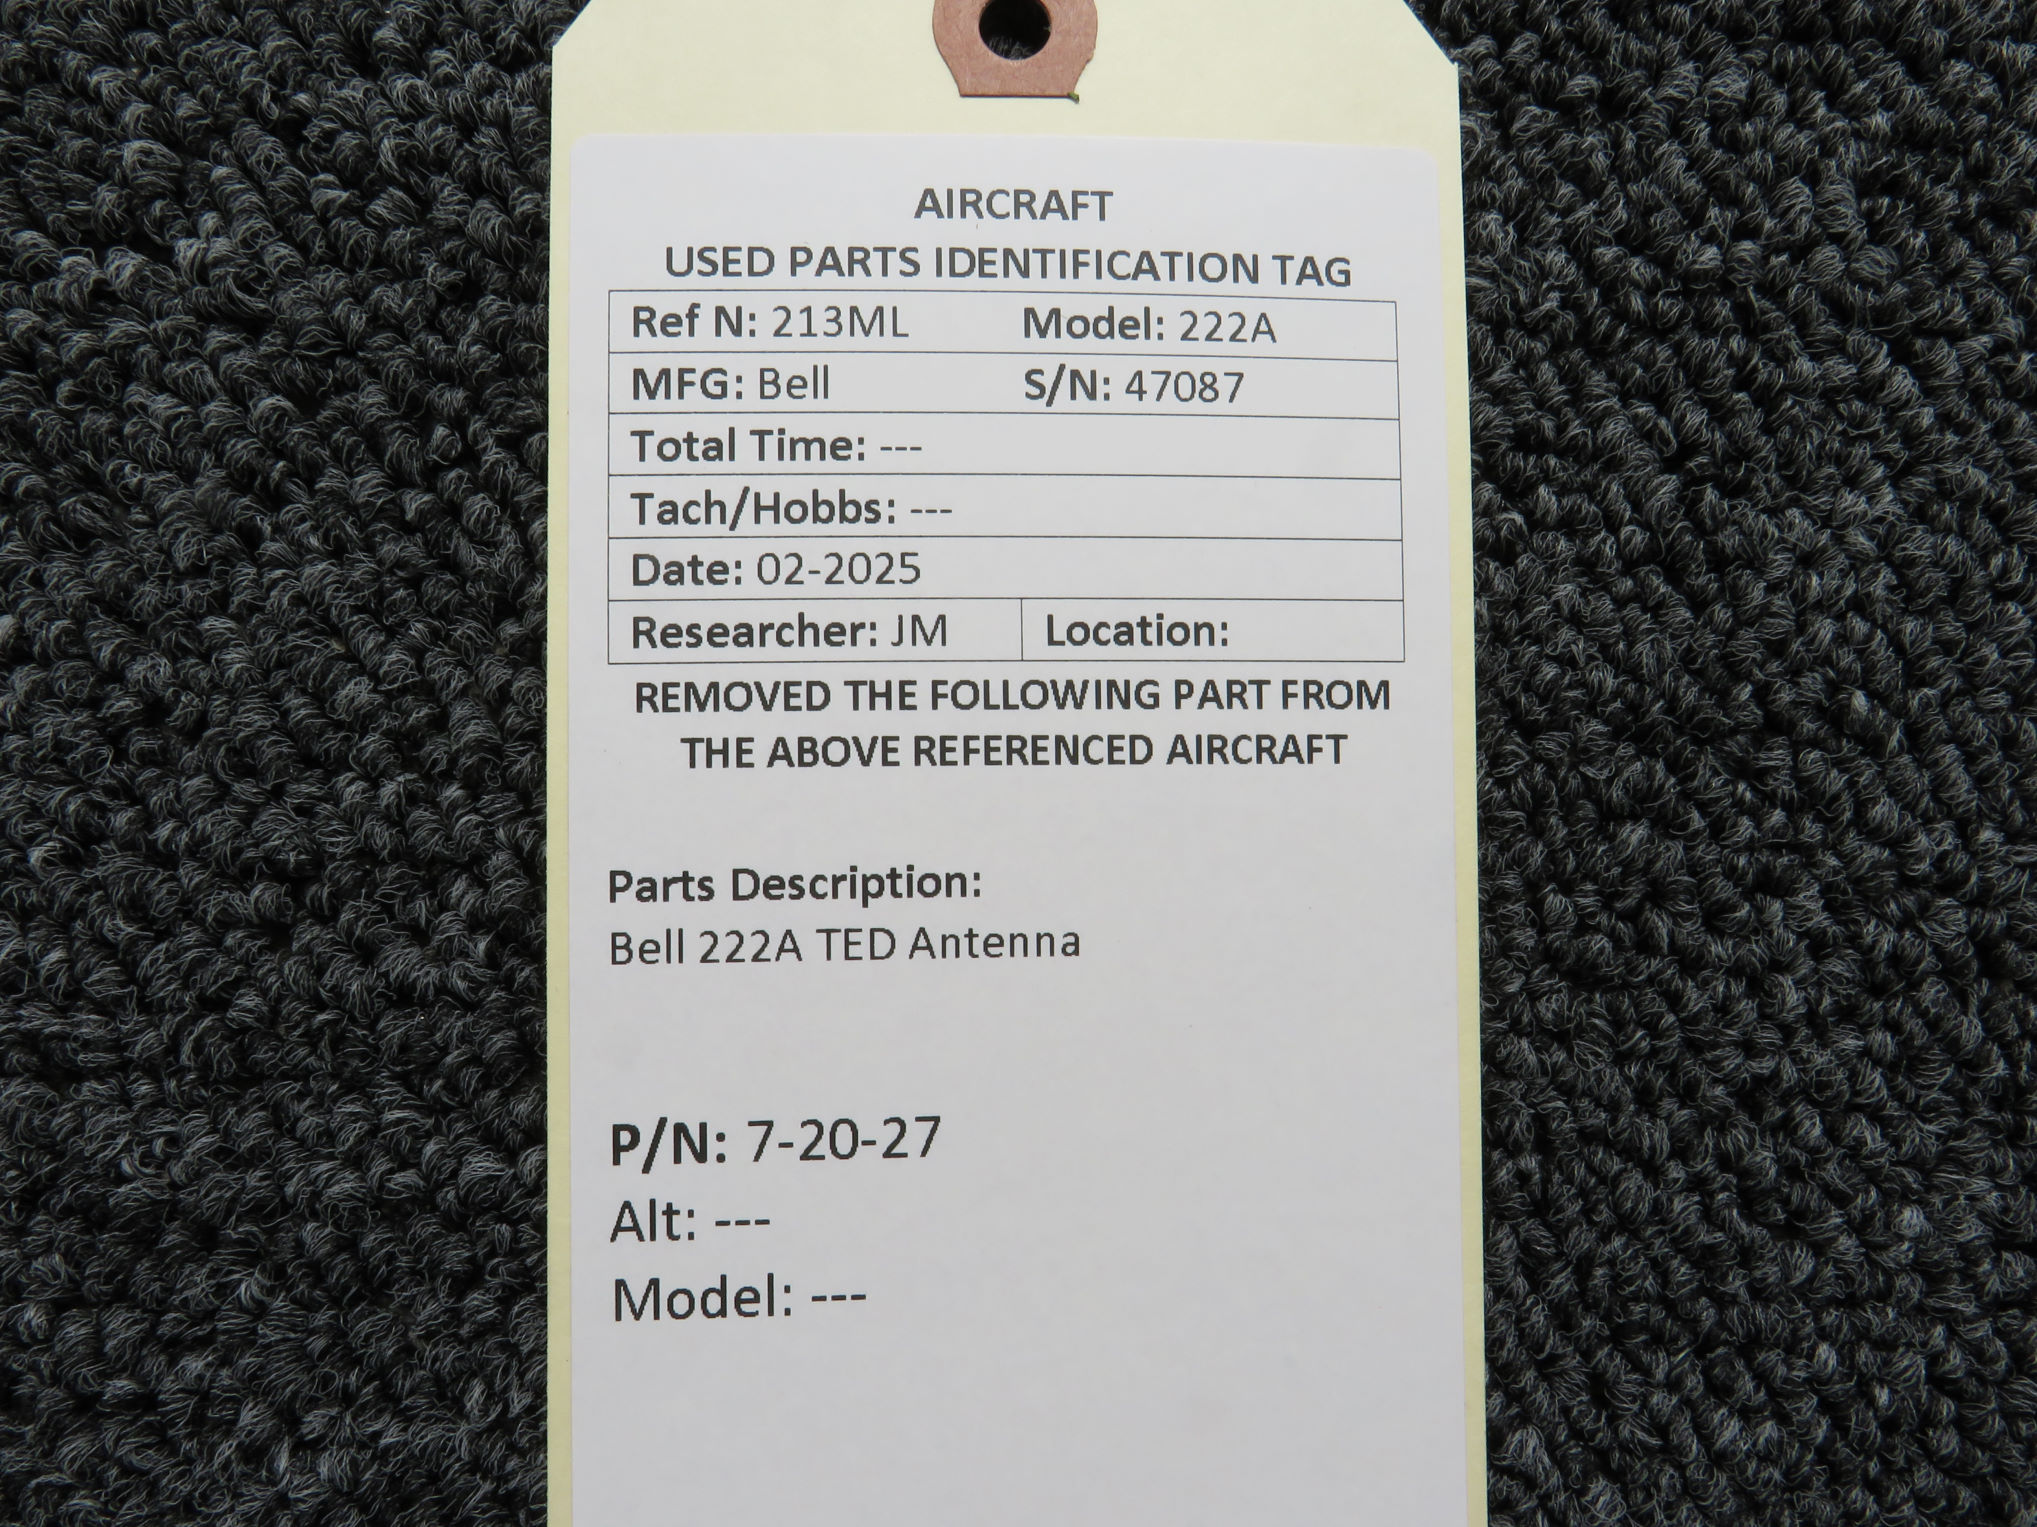 AIRCRAFT
USED PARTS IDENTIFICATION TAG
Ref N: 213ML Model: 222A
MFG: Bell S/N: 47087
Total Time: ---
Tach/Hobbs: ---
Date: 02-2025
Researcher: JM Location:
REMOVED THE FOLLOWING PART FROM
THE ABOVE REFERENCED AIRCRAFT
Parts Description:
Bell 222A TED Antenna
P/N: 7-20-27
Alt: ---
Model: ---